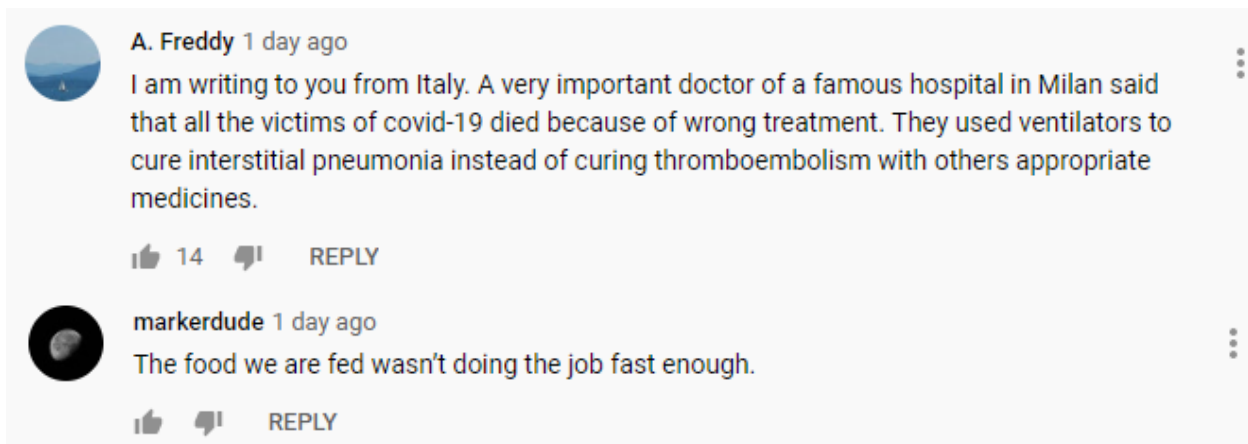 A. Freddy 1 day ago
I am writing to you from Italy. A very important doctor of a famous hospital in Milan said
that all the victims of covid-19 died because of wrong treatment. They used ventilators to
cure interstitial pneumonia instead of curing thromboembolism with others appropriate
medicines.
14 REPLY
markerdude 1 day ago
The food we are fed wasn't doing the job fast enough.
REPLY